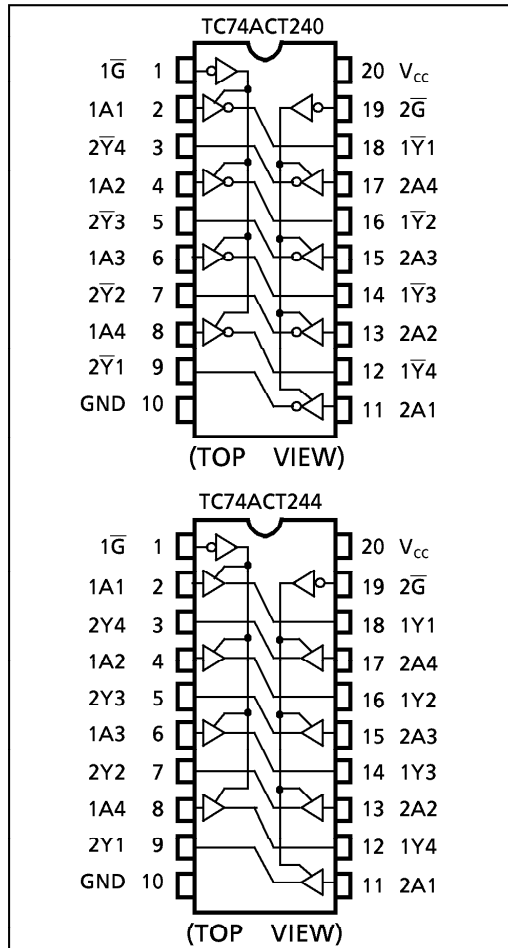 TC74ACT240
1G̅ 1 20 VCC
1A1 2 19 2G̅
2Y̅4 3 18 1Y̅1
1A2 4 17 2A4
2Y̅3 5 16 1Y̅2
1A3 6 15 2A3
2Y̅2 7 14 1Y̅3
1A4 8 13 2A2
2Y̅1 9 12 1Y̅4
GND 10 11 2A1
(TOP VIEW)
TC74ACT244
1G̅ 1 20 VCC
1A1 2 19 2G̅
2Y4 3 18 1Y1
1A2 4 17 2A4
2Y3 5 16 1Y2
1A3 6 15 2A3
2Y2 7 14 1Y3
1A4 8 13 2A2
2Y1 9 12 1Y4
GND 10 11 2A1
(TOP VIEW)